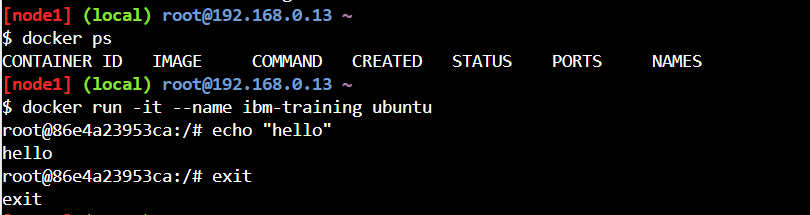 [node1] (local) root@192.168.0.13 ~
$ docker ps
CONTAINER ID   IMAGE     COMMAND   CREATED   STATUS    PORTS     NAMES
[node1] (local) root@192.168.0.13 ~
$ docker run -it --name ibm-training ubuntu
root@86e4a23953ca:/# echo "hello"
hello
root@86e4a23953ca:/# exit
exit